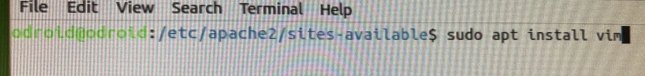 File Edit View Search Terminal Help
odroid@odroid:/etc/apache2/sites-available$ sudo apt install vim